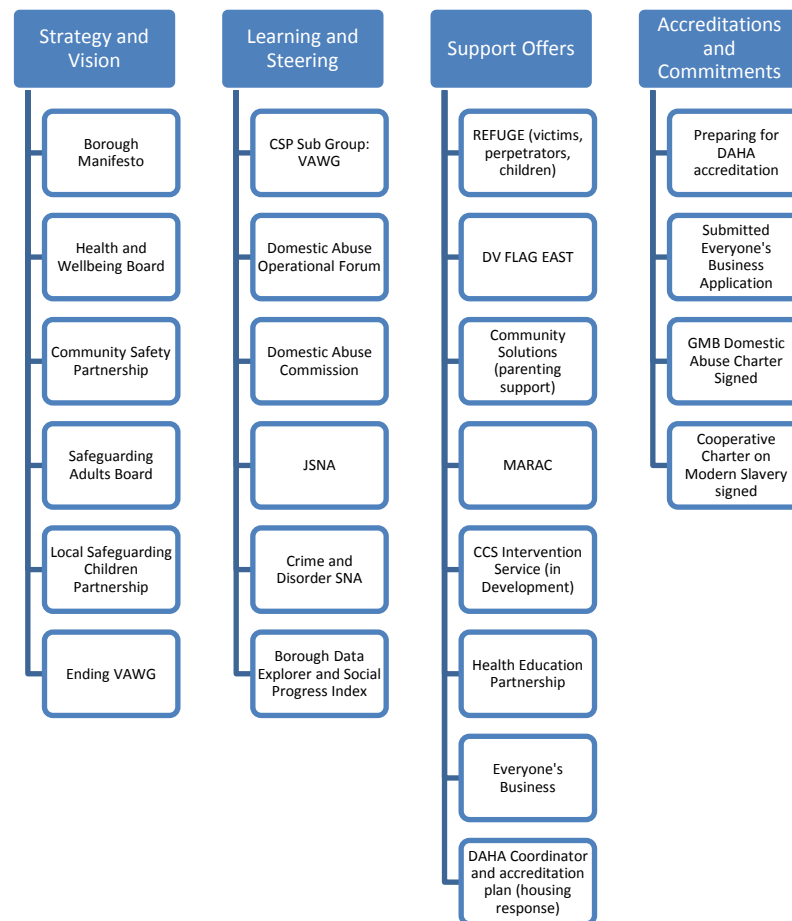 Strategy and
Vision
Borough
Manifesto
Health and
Wellbeing Board
Community Safety
Partnership
Safeguarding
Adults Board
Local Safeguarding
Children
Partnership
Ending VAWG
Learning and
Steering
CSP Sub Group:
VAWG
Domestic Abuse
Operational Forum
Domestic Abuse
Commission
JSNA
Crime and
Disorder SNA
Borough Data
Explorer and Social
Progress Index
Support Offers
REFUGE (victims,
perpetrators,
children)
DV FLAG EAST
Community
Solutions
(parenting
support)
MARAC
CCS Intervention
Service (in
Development)
Health Education
Partnership
Everyone's
Business
DAHA Coordinator
and accreditation
plan (housing
response)
Accreditations
and
Commitments
Preparing for
DAHA
accreditation
Submitted
Everyone's
Business
Application
GMB Domestic
Abuse Charter
Signed
Cooperative
Charter on
Modern Slavery
signed